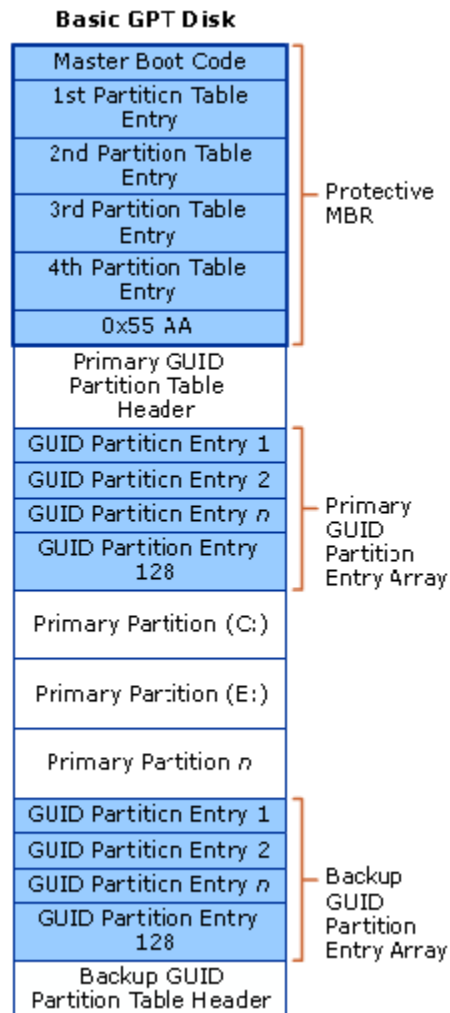 Basic GPT Disk
Master Boot Code
1st Partition Table
Entry
2nd Partition Table
Entry
3rd Partition Table
Entry
4th Partition Table
Entry
0x55 AA
Protective
MBR
Primary GUID
Partition Table
Header
GUID Partition Entry 1
GUID Partition Entry 2
GUID Partition Entry n
GUID Partition Entry
128
Primary
GUID
Partition
Entry Array
Primary Partition (C:)
Primary Partition (E:)
Primary Partition n
GUID Partition Entry 1
GUID Partition Entry 2
GUID Partition Entry n
GUID Partition Entry
128
Backup
GUID
Partition
Entry Array
Backup GUID
Partition Table Header